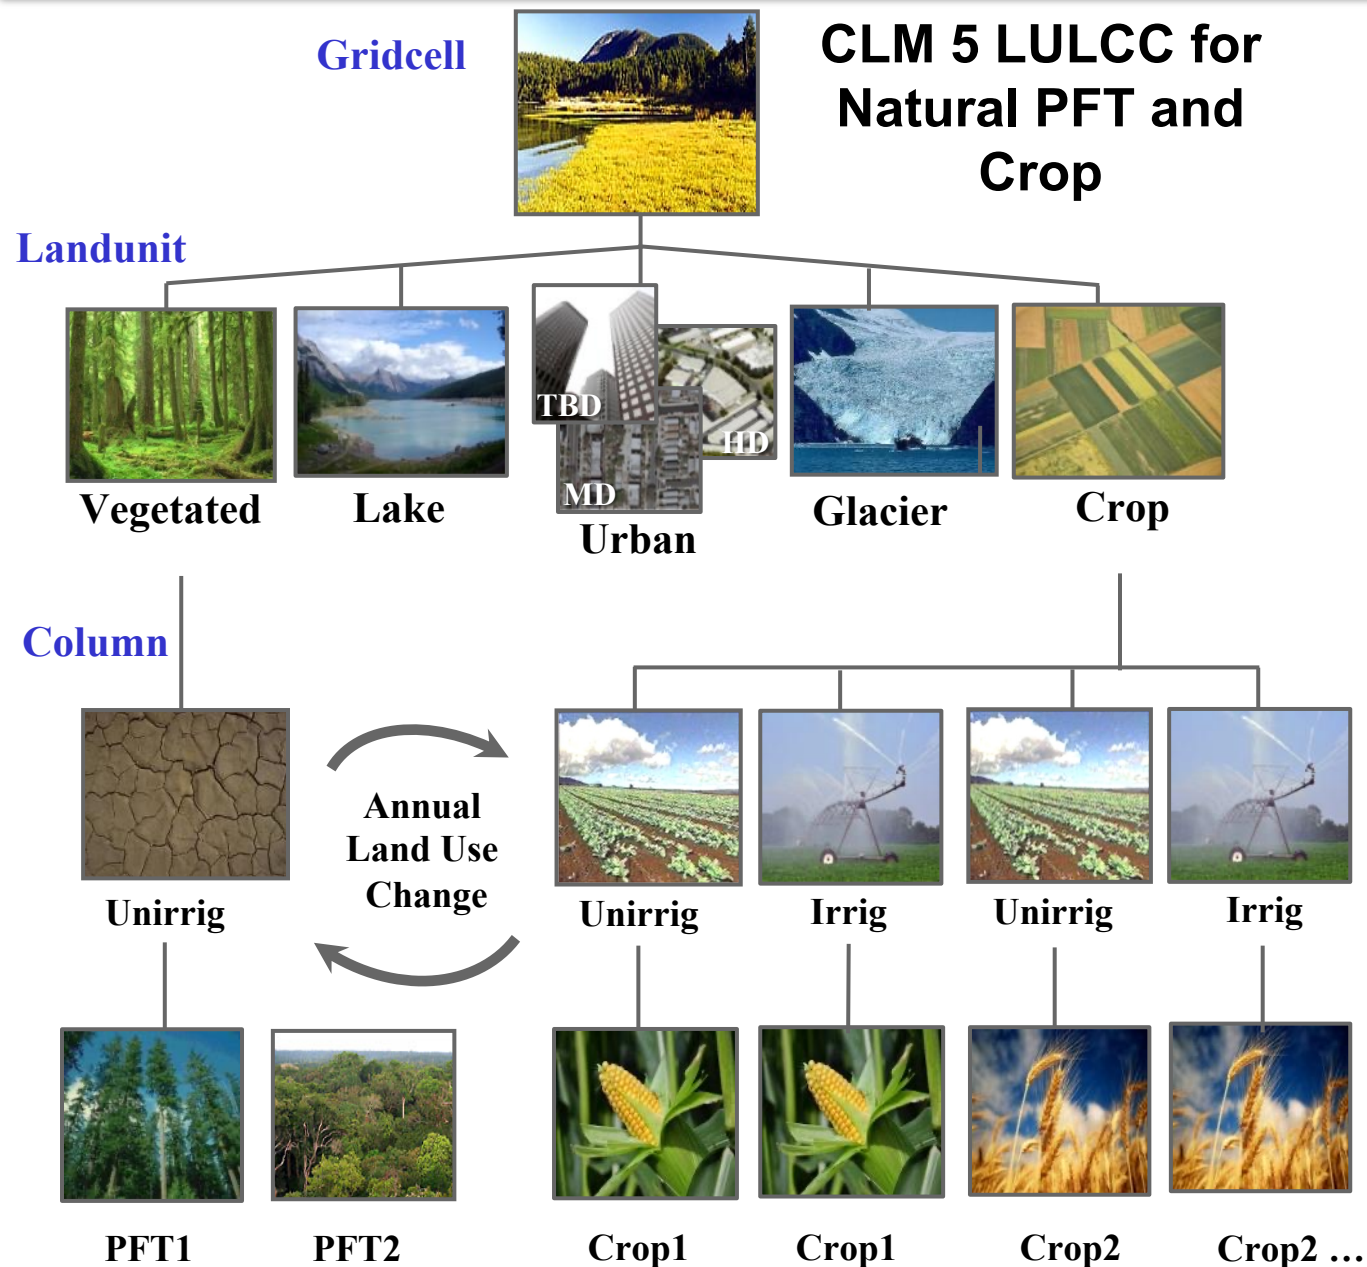 Gridcell
CLM 5 LULCC for
Natural PFT and
Crop
Landunit
TBD
HD
MD
Vegetated
Lake
Urban
Glacier
Crop
Column
Annual
Land Use
Change
Unirrig
Unirrig
Irrig
Unirrig
Irrig
PFT1
PFT2
Crop1
Crop1
Crop2
Crop2 ...